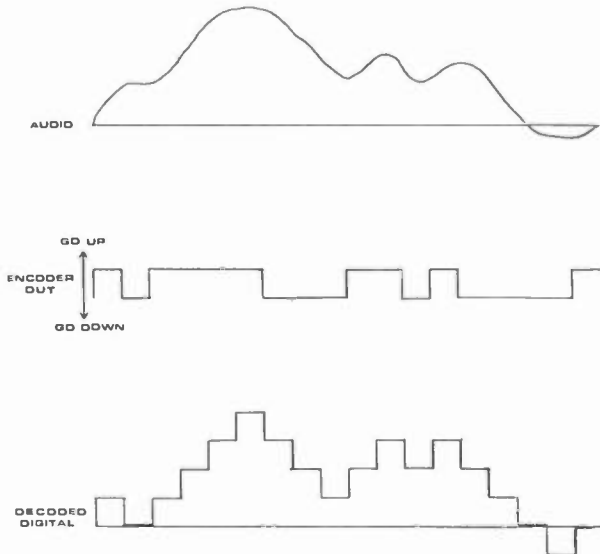 AUDIO
GO UP
ENCODER
OUT
GO DOWN
DECODED
DIGITAL